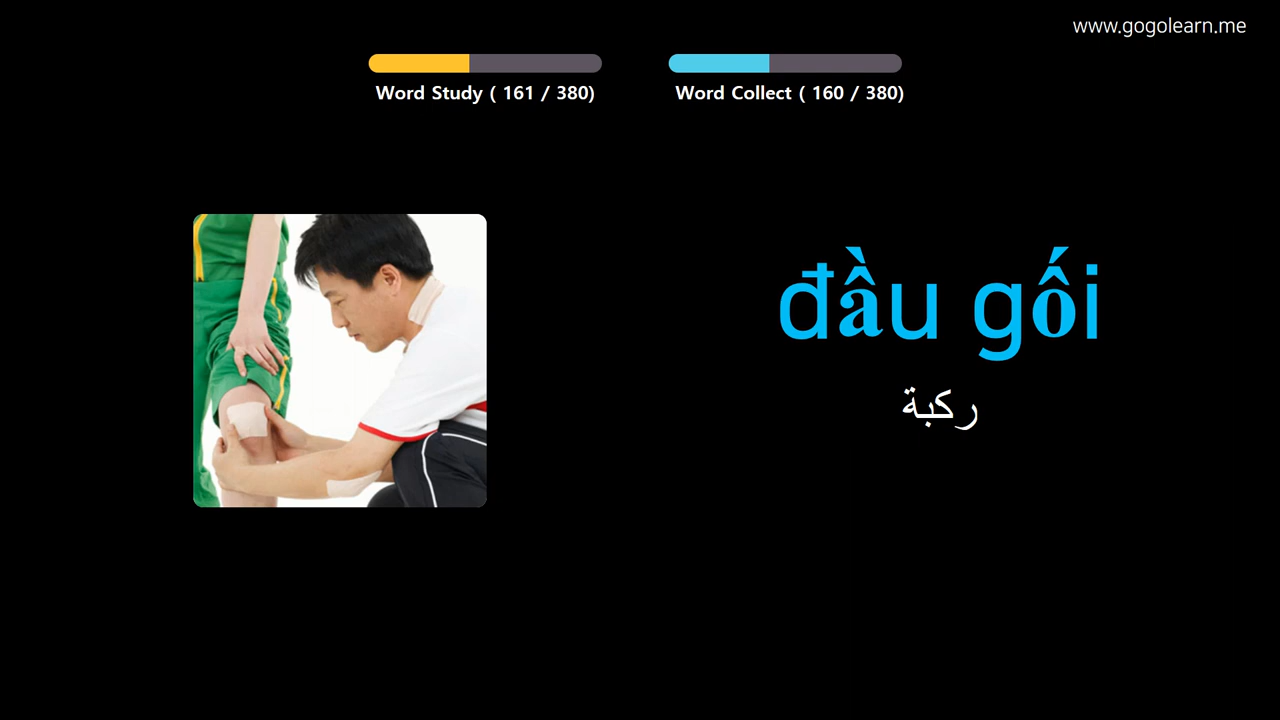 www.gogolearn.me
Word Study ( 161 / 380)
Word Collect ( 160 / 380)
đầu gối
ركبة